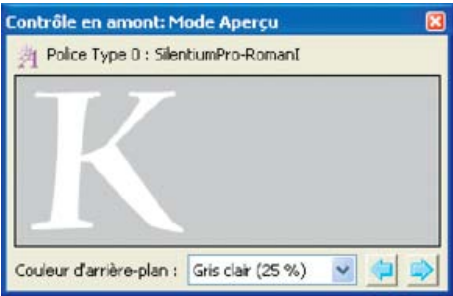 Contrôle en amont: Mode Aperçu
Police Type 0 : SilentiumPro-RomanI
K
Couleur d'arrière-plan : Gris clair (25 %)